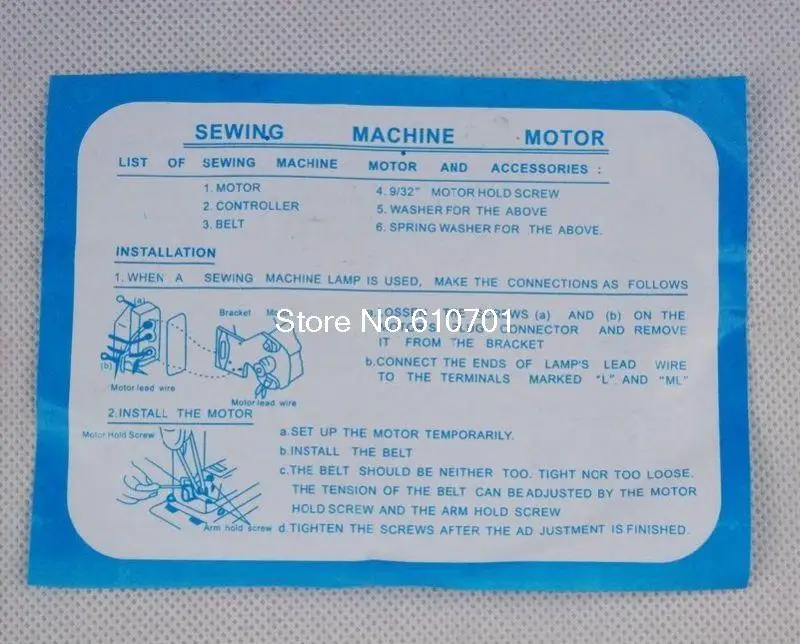 SEWING MACHINE MOTOR
LIST OF SEWING MACHINE MOTOR AND ACCESSORIES :
1. MOTOR
2. CONTROLLER
3. BELT
4. 9/32" MOTOR HOLD SCREW
5. WASHER FOR THE ABOVE
6. SPRING WASHER FOR THE ABOVE.
INSTALLATION
1. WHEN A SEWING MACHINE LAMP IS USED, MAKE THE CONNECTIONS AS FOLLOWS
(a)
(b)
Bracket
Motor lead wire
Motor lead wire
Store No.610701
a. LOSSEN THE SCREWS (a) AND (b) ON THE
CONNECTOR AND REMOVE
IT FROM THE BRACKET
b.CONNECT THE ENDS OF LAMP'S LEAD WIRE
TO THE TERMINALS MARKED "L" AND "ML"
2.INSTALL THE MOTOR
Motor Hold Screw
Arm hold screw
a.SET UP THE MOTOR TEMPORARILY.
b.INSTALL THE BELT
c.THE BELT SHOULD BE NEITHER TOO. TIGHT NCR TOO LOOSE.
THE TENSION OF THE BELT CAN BE ADJUSTED BY THE MOTOR
HOLD SCREW AND THE ARM HOLD SCREW
d.TIGHTEN THE SCREWS AFTER THE AD JUSTMENT IS FINISHED.